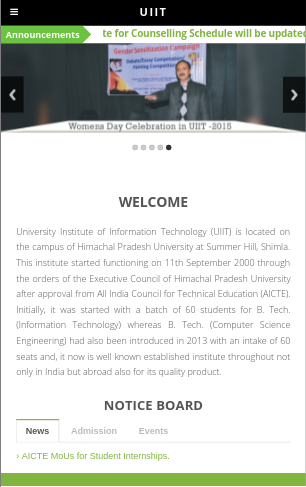 UIIT
Announcements
te for Counselling Schedule will be updated
Gender Sensitization Campaign
Debate/Essay Competition
Painting Competition
Womens Day Celebration in UIIT -2015
WELCOME
University Institute of Information Technology (UIIT) is located on
the campus of Himachal Pradesh University at Summer Hill, Shimla.
This institute started functioning on 11th September 2000 through
the orders of the Executive Council of Himachal Pradesh University
after approval from All India Council for Technical Education (AICTE).
Initially, it was started with a batch of 60 students for B. Tech.
(Information Technology) whereas B. Tech. (Computer Science
Engineering) had also been introduced in 2013 with an intake of 60
seats and, it now is well known established institute throughout not
only in India but abroad also for its quality product.
NOTICE BOARD
News Admission Events
› AICTE MoUs for Student Internships.